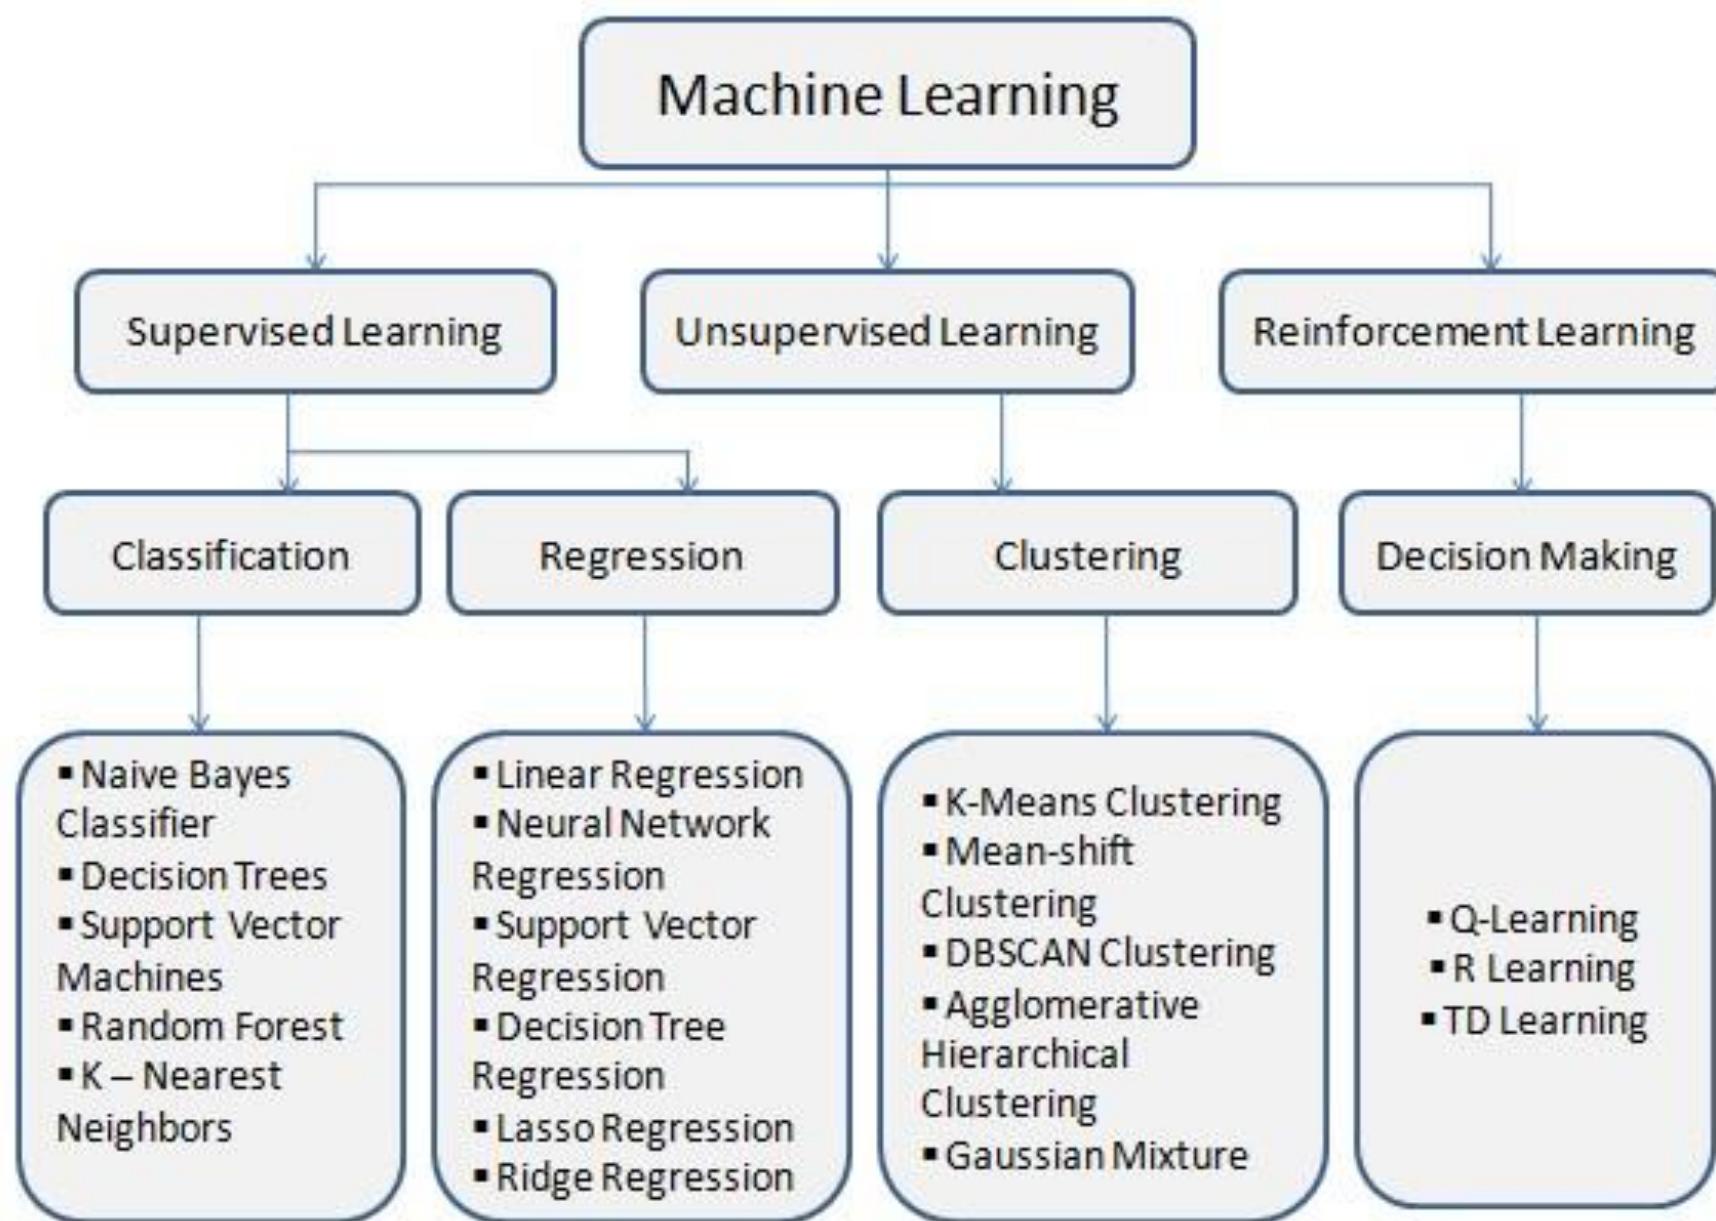 Machine Learning
Supervised Learning
Unsupervised Learning
Reinforcement Learning
Classification
Regression
Clustering
Decision Making
▪ Naive Bayes
Classifier
▪ Decision Trees
▪ Support Vector
Machines
▪ Random Forest
▪ K – Nearest
Neighbors
▪ Linear Regression
▪ Neural Network
Regression
▪ Support Vector
Regression
▪ Decision Tree
Regression
▪ Lasso Regression
▪ Ridge Regression
▪ K-Means Clustering
▪ Mean-shift
Clustering
▪ DBSCAN Clustering
▪ Agglomerative
Hierarchical
Clustering
▪ Gaussian Mixture
▪ Q-Learning
▪ R Learning
▪ TD Learning